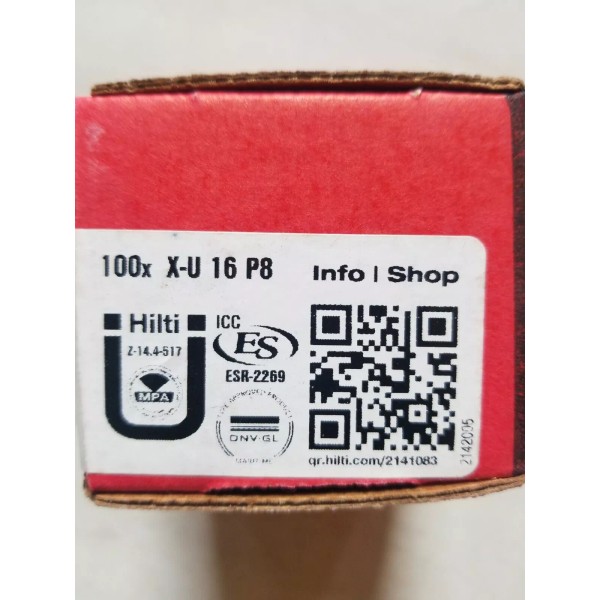 100x X-U 16 P8
Info | Shop
Hilti
Z-14.4-517
MPA
ICC
ES
ESR-2269
DNV·GL
qr.hilti.com/2141083
2142005